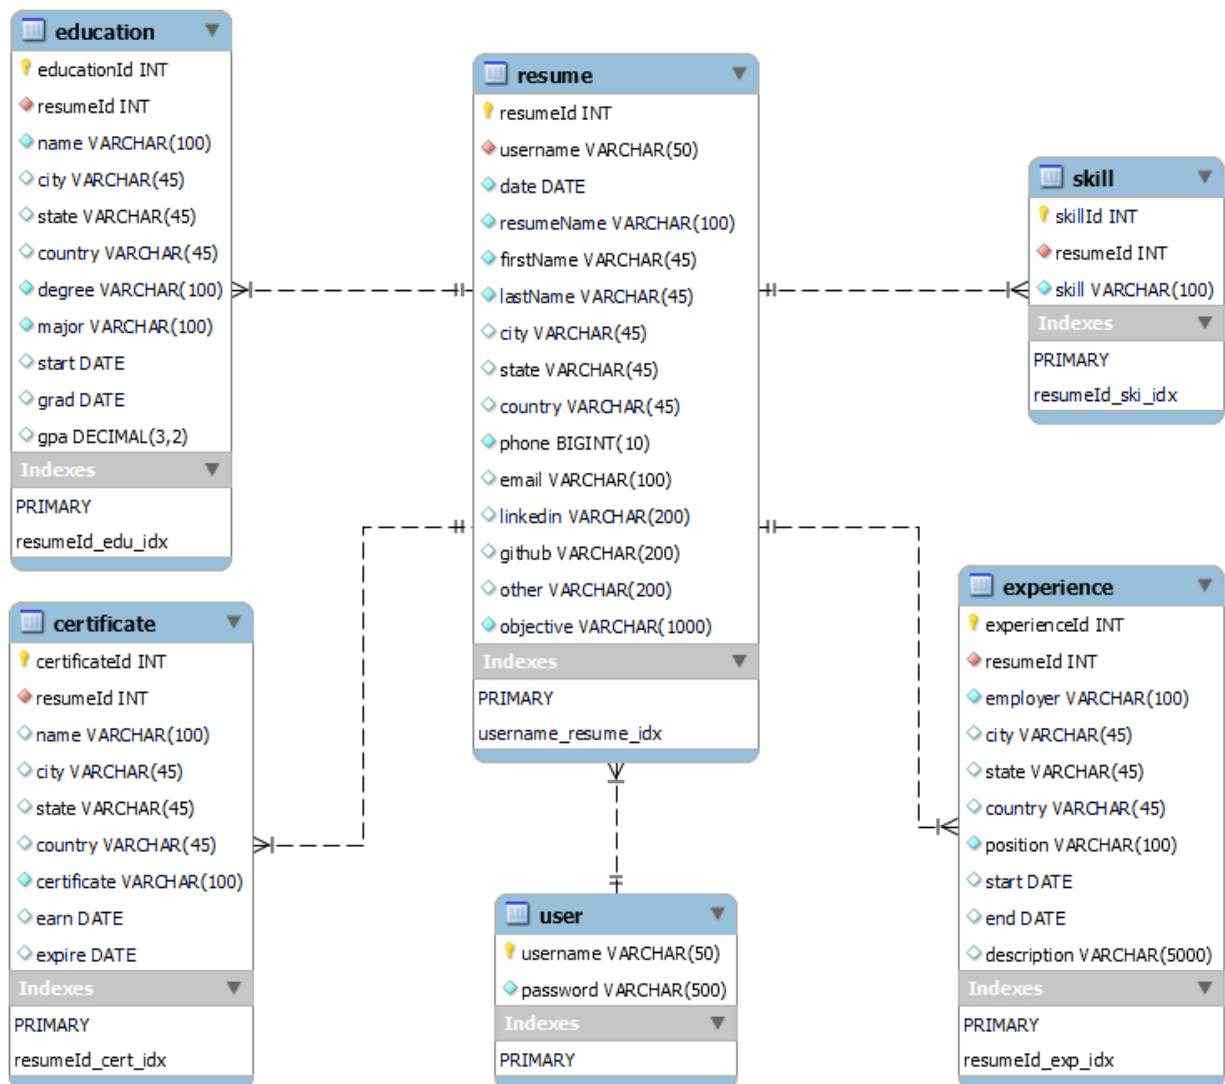 education
educationId INT
resumeId INT
name VARCHAR(100)
city VARCHAR(45)
state VARCHAR(45)
country VARCHAR(45)
degree VARCHAR(100)
major VARCHAR(100)
start DATE
grad DATE
gpa DECIMAL(3,2)
Indexes
PRIMARY
resumeId_edu_idx
certificate
certificateId INT
resumeId INT
name VARCHAR(100)
city VARCHAR(45)
state VARCHAR(45)
country VARCHAR(45)
certificate VARCHAR(100)
earn DATE
expire DATE
Indexes
PRIMARY
resumeId_cert_idx
resume
resumeId INT
username VARCHAR(50)
date DATE
resumeName VARCHAR(100)
firstName VARCHAR(45)
lastName VARCHAR(45)
city VARCHAR(45)
state VARCHAR(45)
country VARCHAR(45)
phone BIGINT(10)
email VARCHAR(100)
linkedin VARCHAR(200)
github VARCHAR(200)
other VARCHAR(200)
objective VARCHAR(1000)
Indexes
PRIMARY
username_resume_idx
user
username VARCHAR(50)
password VARCHAR(500)
Indexes
PRIMARY
skill
skillId INT
resumeId INT
skill VARCHAR(100)
Indexes
PRIMARY
resumeId_ski_idx
experience
experienceId INT
resumeId INT
employer VARCHAR(100)
city VARCHAR(45)
state VARCHAR(45)
country VARCHAR(45)
position VARCHAR(100)
start DATE
end DATE
description VARCHAR(5000)
Indexes
PRIMARY
resumeId_exp_idx